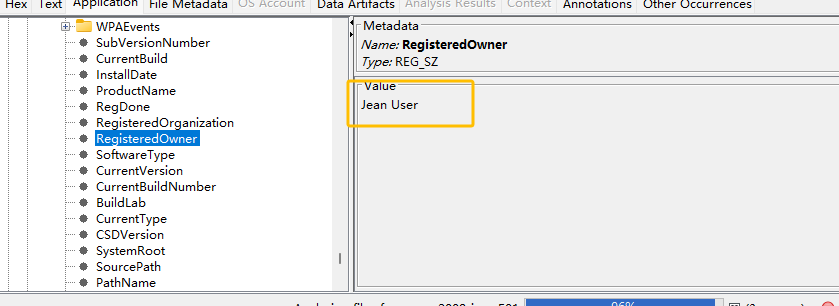 Hex Text Application File Metadata OS Account Data Artifacts Analysis Results Context Annotations Other Occurrences
WPAEvents
SubVersionNumber
CurrentBuild
InstallDate
ProductName
RegDone
RegisteredOrganization
RegisteredOwner
SoftwareType
CurrentVersion
CurrentBuildNumber
BuildLab
CurrentType
CSDVersion
SystemRoot
SourcePath
PathName
Metadata
Name: RegisteredOwner
Type: REG_SZ
Value
Jean User
96%